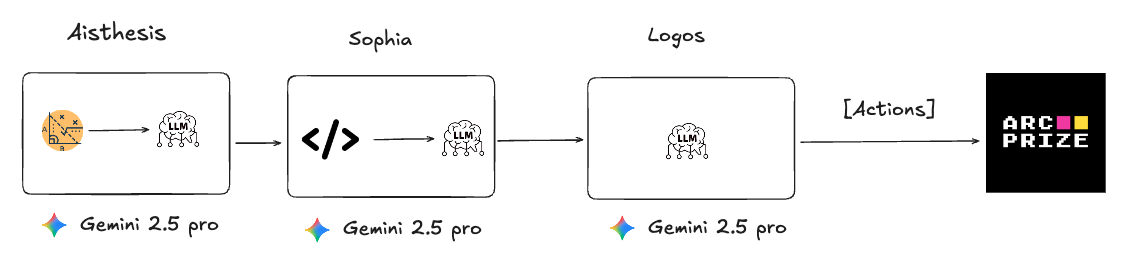 Aisthesis
Sophia
Logos
[Actions]
A
B
LLM
</>
LLM
LLM
ARC
PRIZE
Gemini 2.5 pro
Gemini 2.5 pro
Gemini 2.5 pro